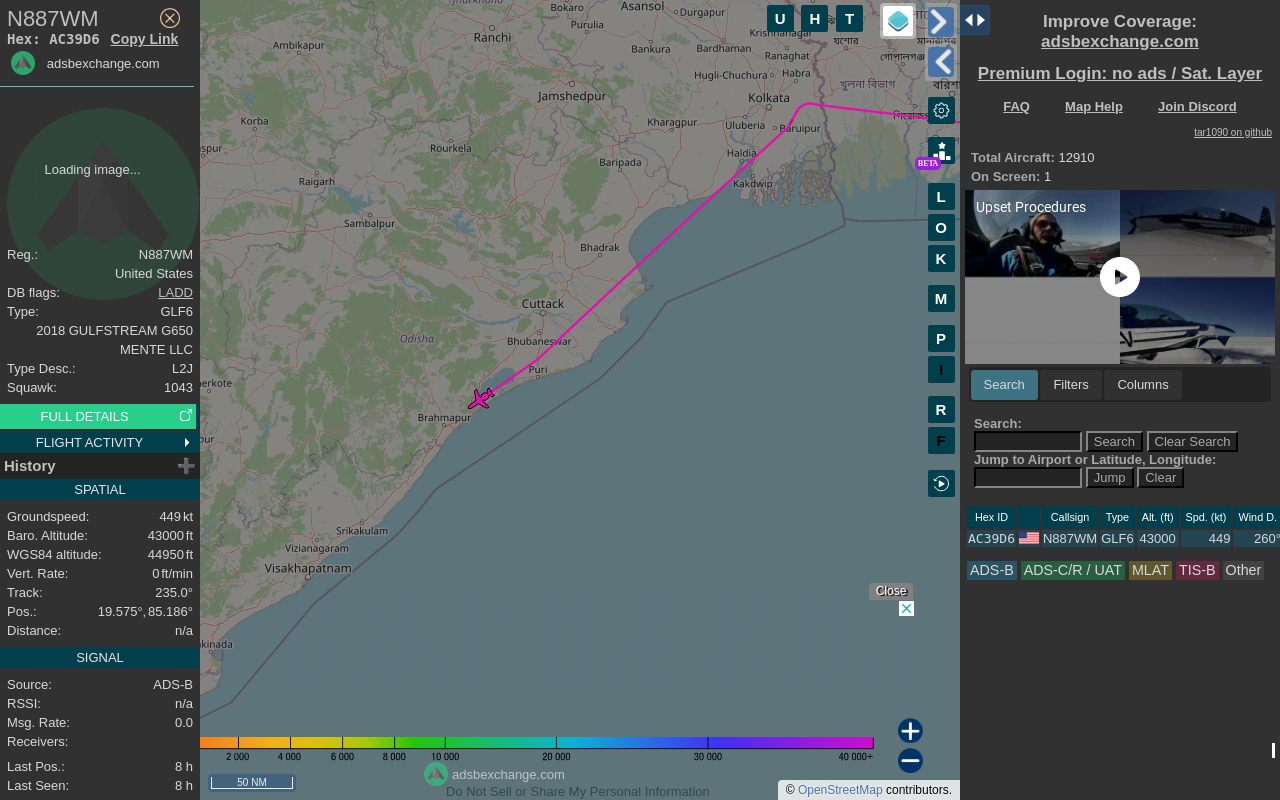 N887WM
Hex: AC39D6 Copy Link
adsbexchange.com
Loading image...
Reg.: N887WM
United States
DB flags: LADD
Type: GLF6
2018 GULFSTREAM G650
MENTE LLC
Type Desc.: L2J
Squawk: 1043
FULL DETAILS
FLIGHT ACTIVITY
History
SPATIAL
Groundspeed: 449 kt
Baro. Altitude: 43000 ft
WGS84 altitude: 44950 ft
Vert. Rate: 0 ft/min
Track: 235.0°
Pos.: 19.575°, 85.186°
Distance: n/a
SIGNAL
Source: ADS-B
RSSI: n/a
Msg. Rate: 0.0
Receivers:
Last Pos.: 8 h
Last Seen: 8 h
Jharkhand
Bokaro
Asansol
Durgapur
Purulia
Ranchi
Ambikapur
Bankura
Bardhaman
Krishnanagar
যশোর
Ranaghat
Hugli-Chuchura
Habra
খুলনা বিভাগ
Jamshedpur
Kolkata
Korba
Kharagpur
Uluberia
Baruipur
Rourkela
Baripada
Haldia
Kakdwip
Raigarh
Sambalpur
Bhadrak
Cuttack
Odisha
Bhubaneswar
Puri
Brahmapur
Srikakulam
Vizianagaram
Visakhapatnam
U H T
L
O
K
M
P
I
R
F
BETA
Close
2 000 4 000 6 000 8 000 10 000 20 000 30 000 40 000+
50 NM
adsbexchange.com
Do Not Sell or Share My Personal Information
© OpenStreetMap contributors.
Improve Coverage:
adsbexchange.com
Premium Login: no ads / Sat. Layer
FAQ Map Help Join Discord
tar1090 on github
Total Aircraft: 12910
On Screen: 1
Upset Procedures
Search Filters Columns
Search:
Search Clear Search
Jump to Airport or Latitude, Longitude:
Jump Clear
Hex ID Callsign Type Alt. (ft) Spd. (kt) Wind D.
AC39D6 N887WM GLF6 43000 449 260°
ADS-B ADS-C/R / UAT MLAT TIS-B Other